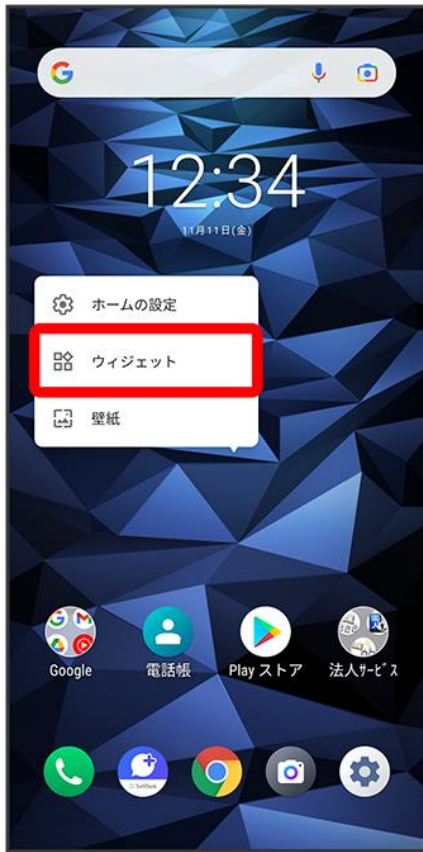 12:34
11月11日(金)
ホームの設定
ウィジェット
壁紙
Google
電話帳
Play ストア
法人ｻｰﾋﾞｽ
SoftBank